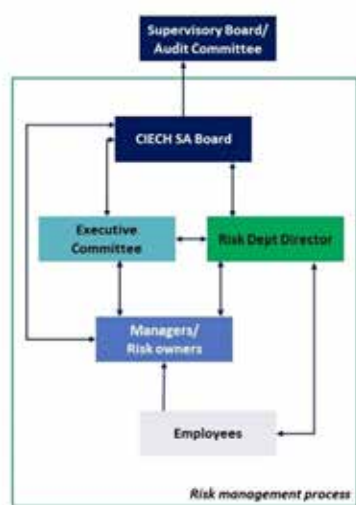 Supervisory Board/
Audit Committee
CIECH SA Board
Executive
Committee
Risk Dept Director
Managers/
Risk owners
Employees
Risk management process